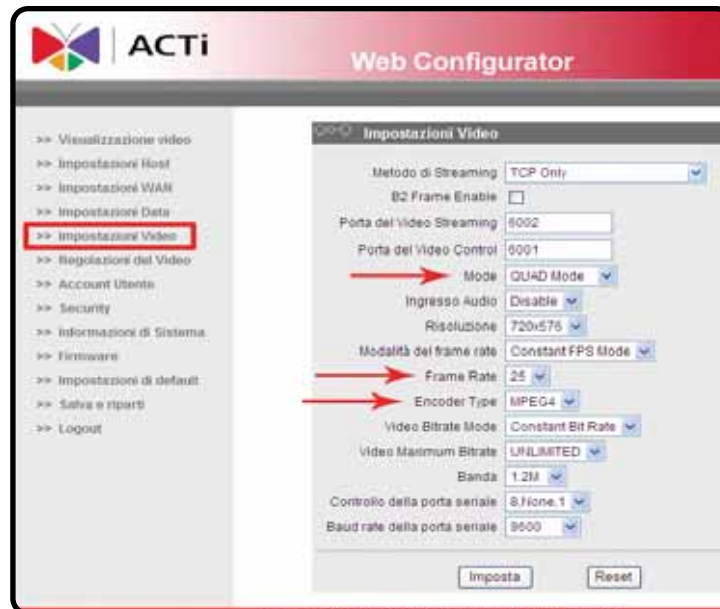 ACTi
Web Configurator
>> Visualizzazione video
>> Impostazioni Host
>> Impostazioni WAN
>> Impostazioni Data
>> Impostazioni Video
>> Regolazioni del Video
>> Account Utente
>> Security
>> Informazioni di Sistema
>> Firmware
>> Impostazioni di default
>> Salva e riparti
>> Logout
Impostazioni Video
Metodo di Streaming TCP Only
B2 Frame Enable
Porta del Video Streaming 6002
Porta del Video Control 6001
Mode QUAD Mode
Ingresso Audio Disable
Risoluzione 720x576
Modalità del frame rate Constant FPS Mode
Frame Rate 25
Encoder Type MPEG4
Video Bitrate Mode Constant Bit Rate
Video Maximum Bitrate UNLIMITED
Banda 1.2M
Controllo della porta seriale 8,None,1
Baud rate della porta seriale 9600
Imposta Reset